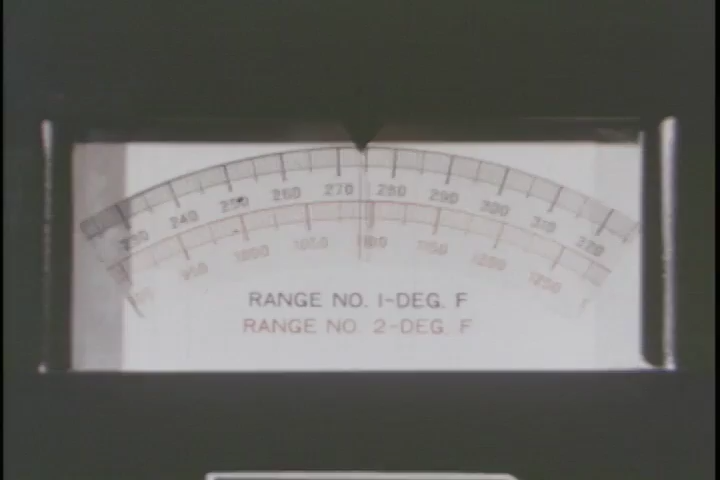 230 240 250 260 270 280 290 300 310 320
950 1000 1050 1100 1150 1200 1250
RANGE NO. 1-DEG. F
RANGE NO. 2-DEG. F